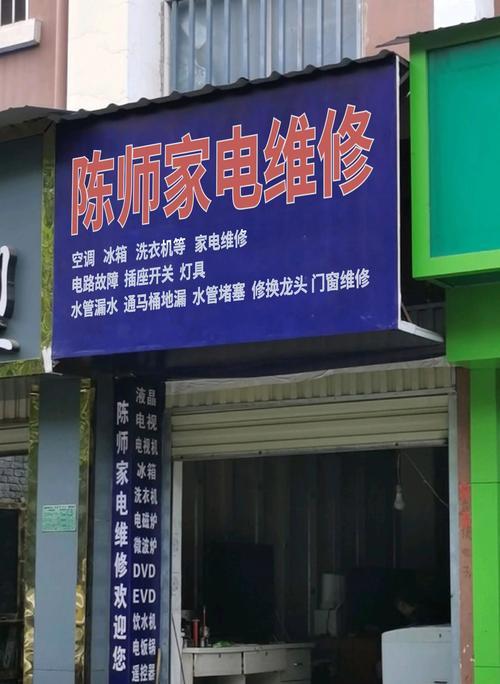 陈师家电维修
空调 冰箱 洗衣机等 家电维修
电路故障 插座开关 灯具
水管漏水 通马桶地漏 水管堵塞 修换龙头 门窗维修
陈师家电维修欢迎您
液晶电视
电视机
冰箱
洗衣机
电磁炉
微波炉
DVD
EVD
饮水机
电饭锅
遥控器